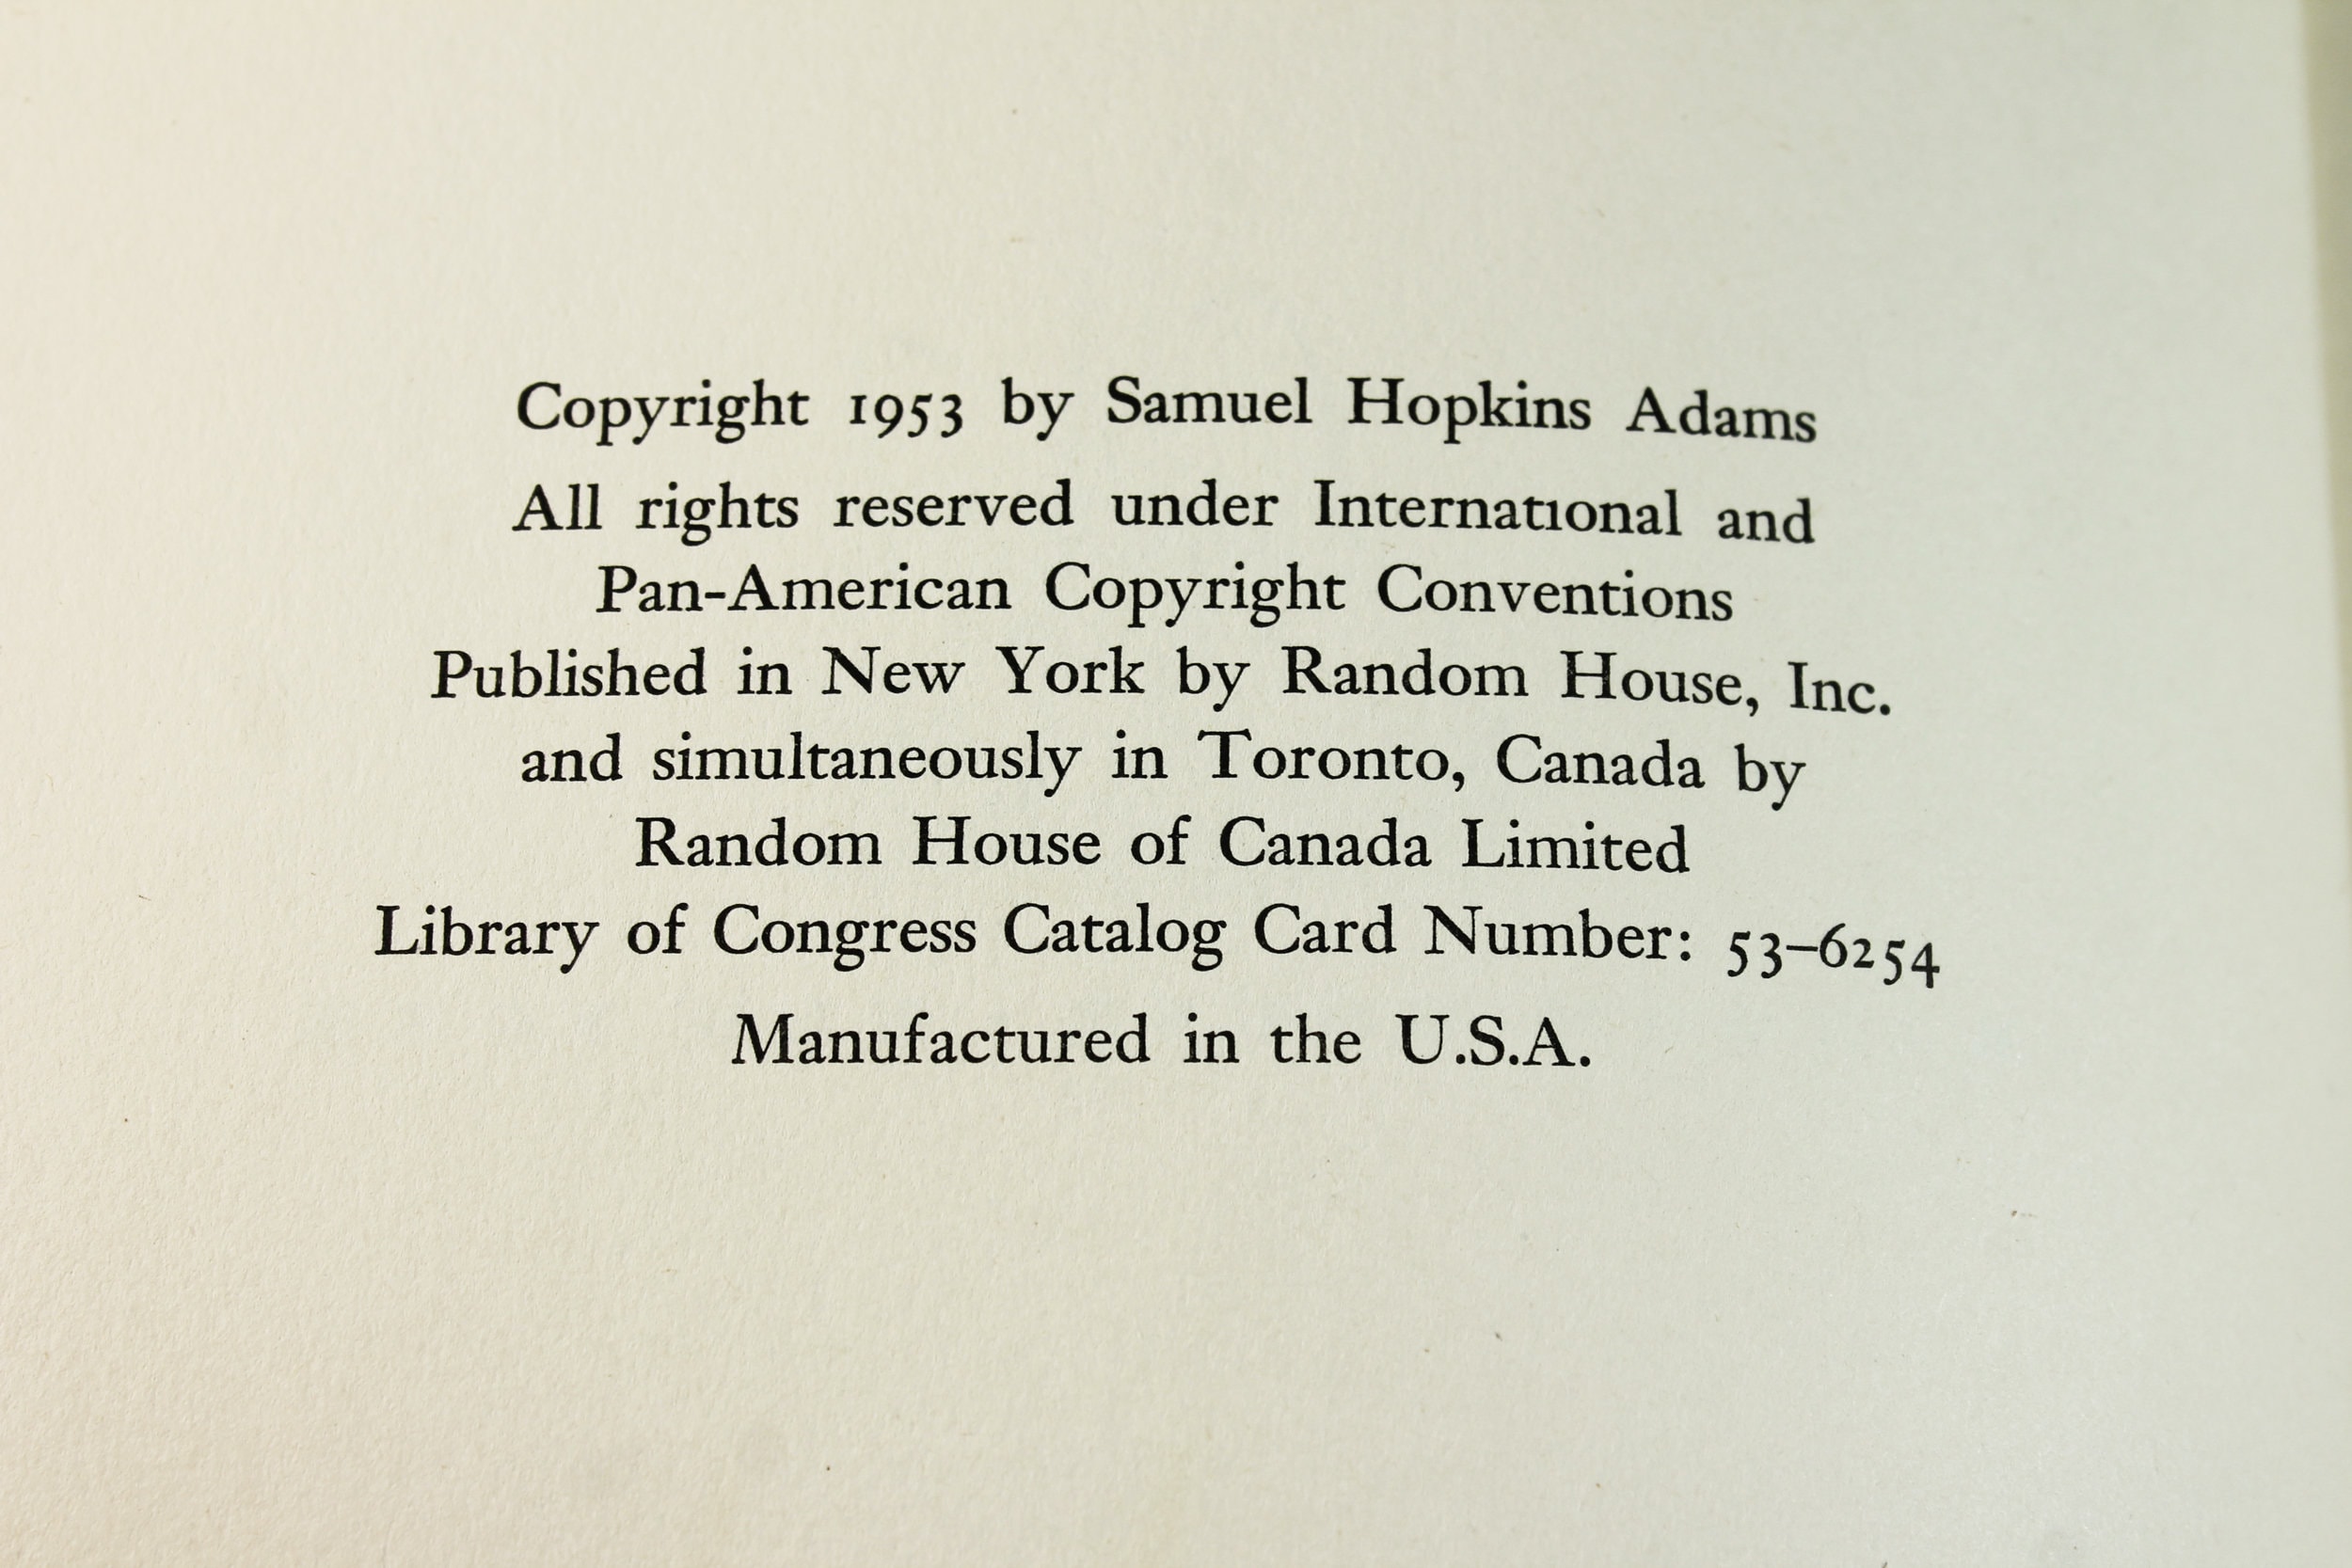 Copyright 1953 by Samuel Hopkins Adams
All rights reserved under International and
Pan-American Copyright Conventions
Published in New York by Random House, Inc.
and simultaneously in Toronto, Canada by
Random House of Canada Limited
Library of Congress Catalog Card Number: 53–6254
Manufactured in the U.S.A.